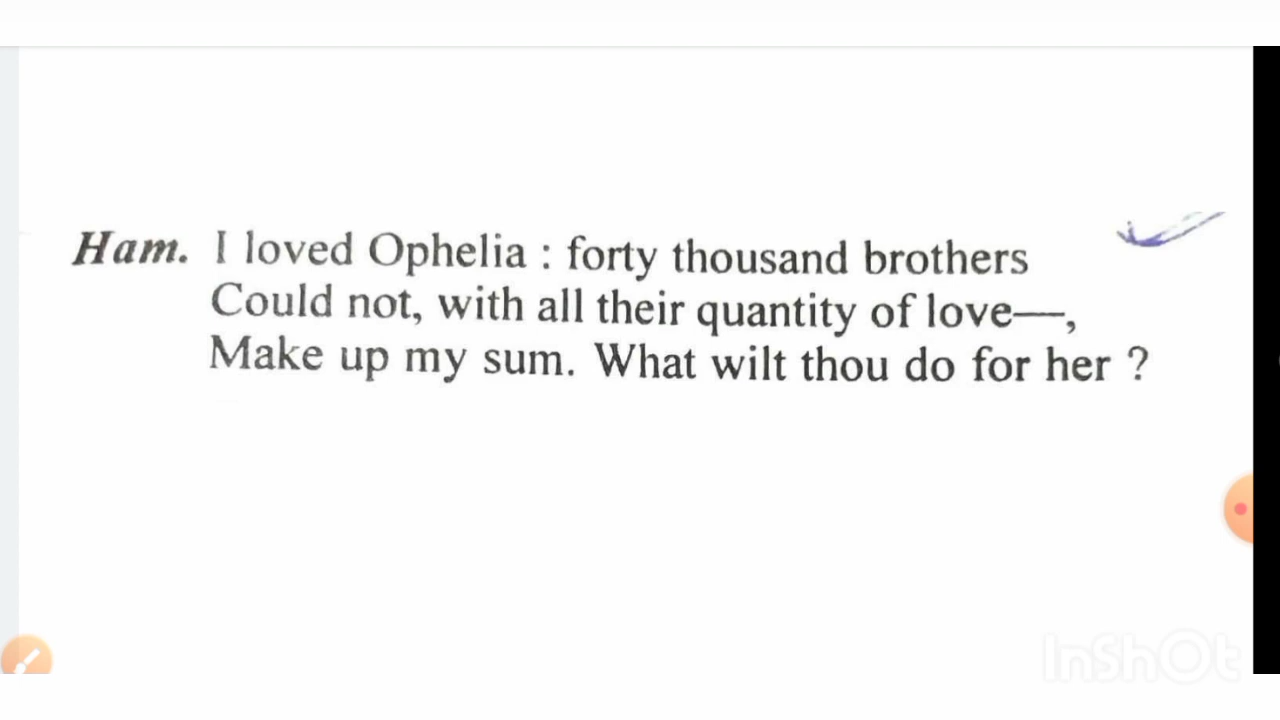 Ham. I loved Ophelia : forty thousand brothers
Could not, with all their quantity of love—,
Make up my sum. What wilt thou do for her ?
InShOt